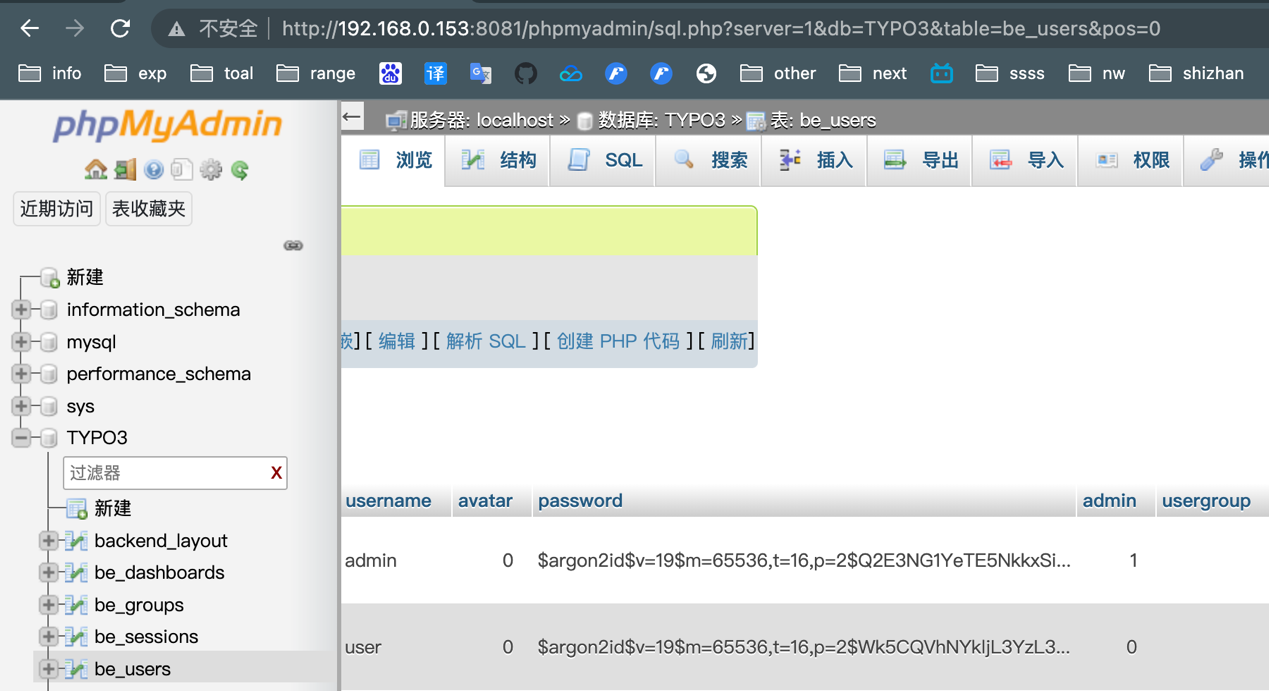 不安全 http://192.168.0.153:8081/phpmyadmin/sql.php?server=1&db=TYPO3&table=be_users&pos=0
info exp toal range 译 other next ssss nw shizhan
phpMyAdmin
近期访问 表收藏夹
新建
information_schema
mysql
performance_schema
sys
TYPO3
过滤器 X
新建
backend_layout
be_dashboards
be_groups
be_sessions
be_users
服务器: localhost » 数据库: TYPO3 » 表: be_users
浏览 结构 SQL 搜索 插入 导出 导入 权限 操作
嵌] [ 编辑 ] [ 解析 SQL ] [ 创建 PHP 代码 ] [ 刷新]
username avatar password admin usergroup
admin 0 $argon2id$v=19$m=65536,t=16,p=2$Q2E3NG1YeTE5NkkxSi... 1
user 0 $argon2id$v=19$m=65536,t=16,p=2$Wk5CQVhNYkljL3YzL3... 0